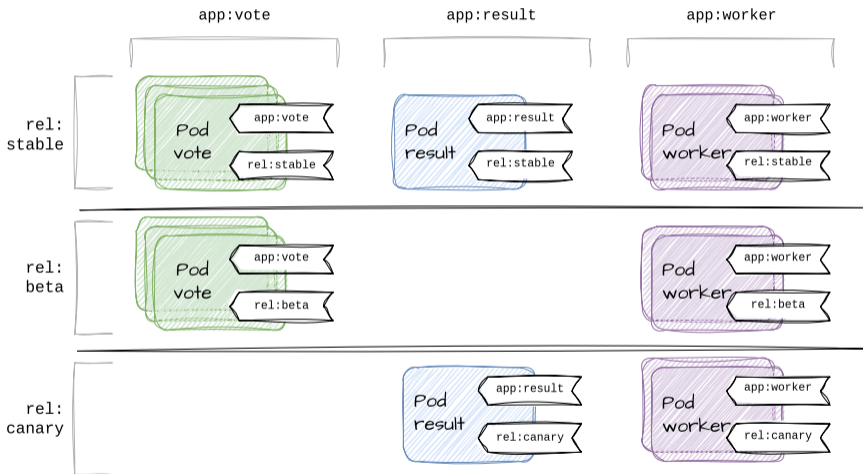 app:vote
app:result
app:worker
rel:
stable
Pod
vote
app:vote
rel:stable
Pod
result
app:result
rel:stable
Pod
worker
app:worker
rel:stable
rel:
beta
Pod
vote
app:vote
rel:beta
Pod
worker
app:worker
rel:beta
rel:
canary
Pod
result
app:result
rel:canary
Pod
worker
app:worker
rel:canary